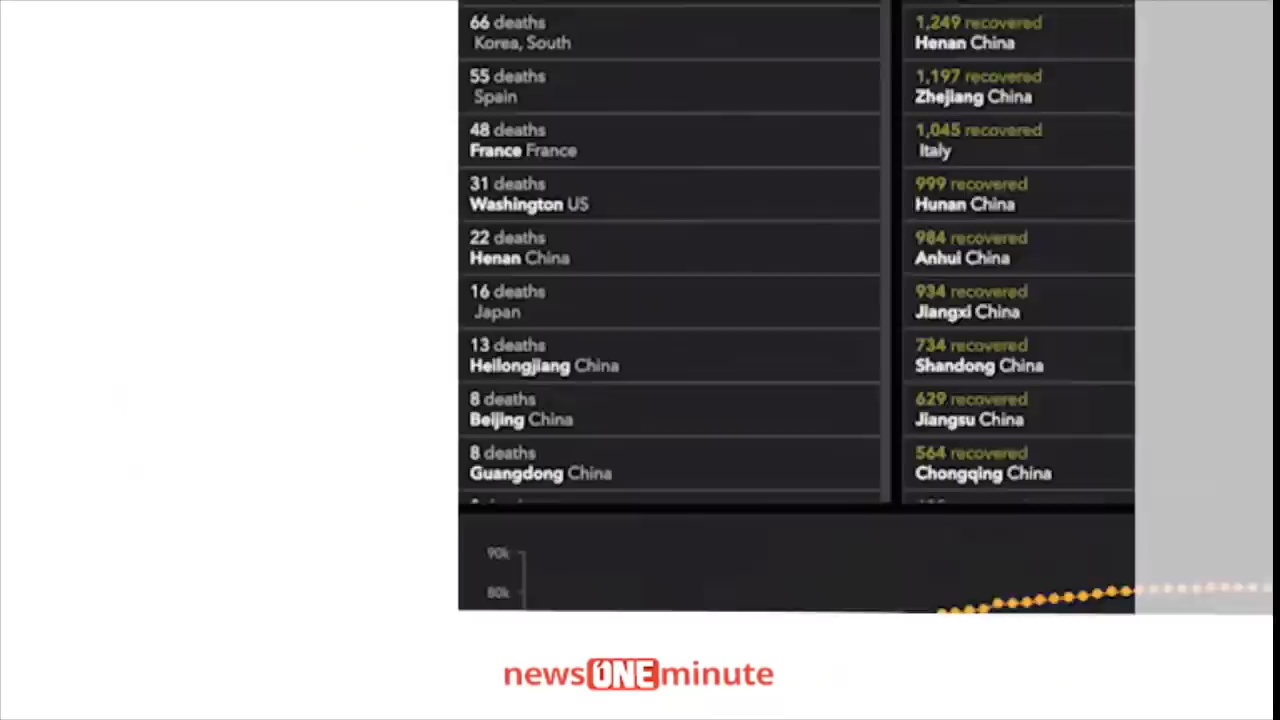 66 deaths
Korea, South
55 deaths
Spain
48 deaths
France France
31 deaths
Washington US
22 deaths
Henan China
16 deaths
Japan
13 deaths
Heilongjiang China
8 deaths
Beijing China
8 deaths
Guangdong China
1,249 recovered
Henan China
1,197 recovered
Zhejiang China
1,045 recovered
Italy
999 recovered
Hunan China
984 recovered
Anhui China
934 recovered
Jiangxi China
734 recovered
Shandong China
629 recovered
Jiangsu China
564 recovered
Chongqing China
90k
80k
newsONEminute